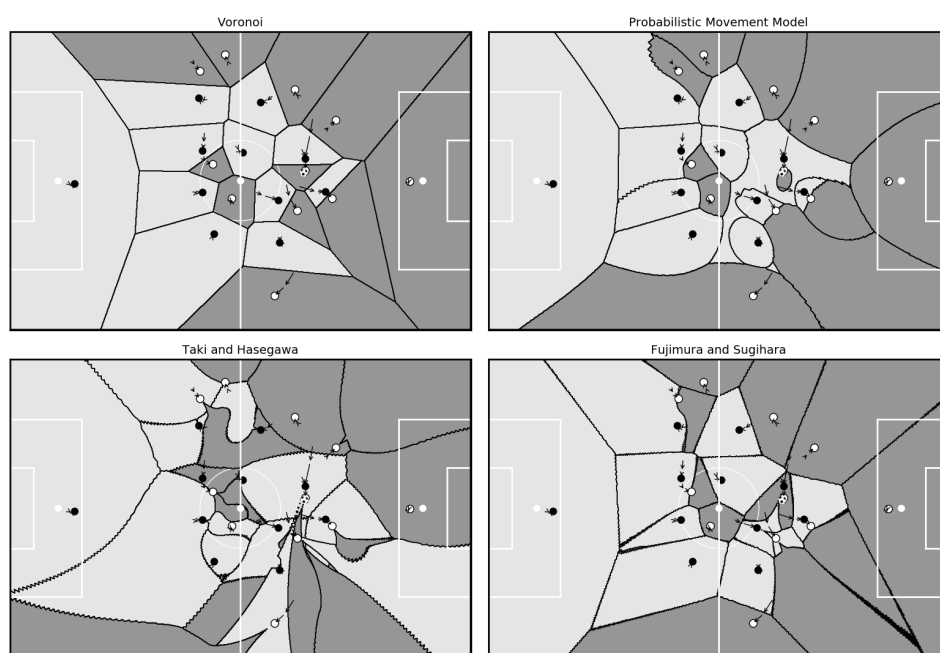 Voronoi
Probabilistic Movement Model
Taki and Hasegawa
Fujimura and Sugihara